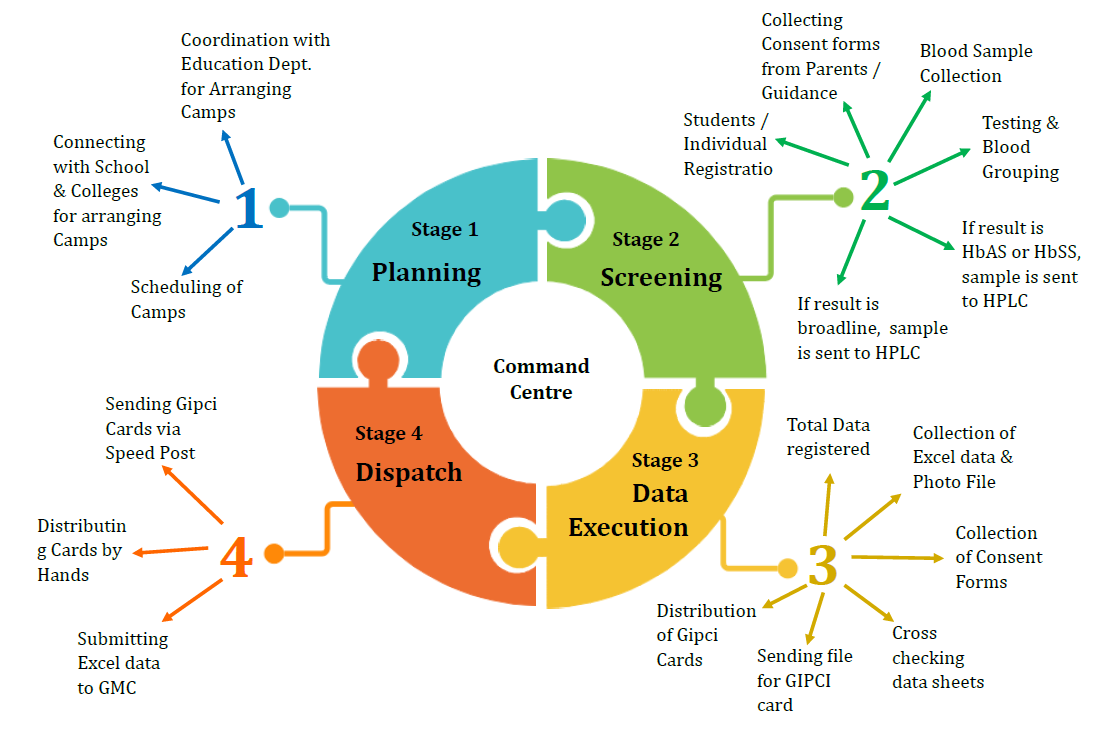 Coordination with
Education Dept.
for Arranging
Camps
Connecting
with School
& Colleges
for arranging
Camps
1
Scheduling of
Camps
Collecting
Consent forms
from Parents /
Guidance
Blood Sample
Collection
Students /
Individual
Registratio
Testing &
Blood
Grouping
2
If result is
HbAS or HbSS,
sample is sent
to HPLC
If result is
broadline,  sample
is sent to HPLC
Stage 1
Planning
Stage 2
Screening
Command
Centre
Stage 4
Dispatch
Stage 3
Data
Execution
Sending Gipci
Cards via
Speed Post
Distributin
g Cards by
Hands
4
Submitting
Excel data
to GMC
Total Data
registered
Collection of
Excel data &
Photo File
Collection
of Consent
Forms
3
Distribution
of Gipci
Cards
Sending file
for GIPCI
card
Cross
checking
data sheets